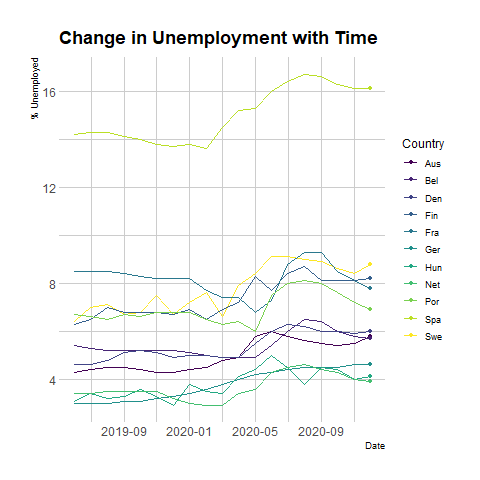 Change in Unemployment with Time
% Unemployed
16
12
8
4
2019-09 2020-01 2020-05 2020-09
Date
Country
Aus
Bel
Den
Fin
Fra
Ger
Hun
Net
Por
Spa
Swe